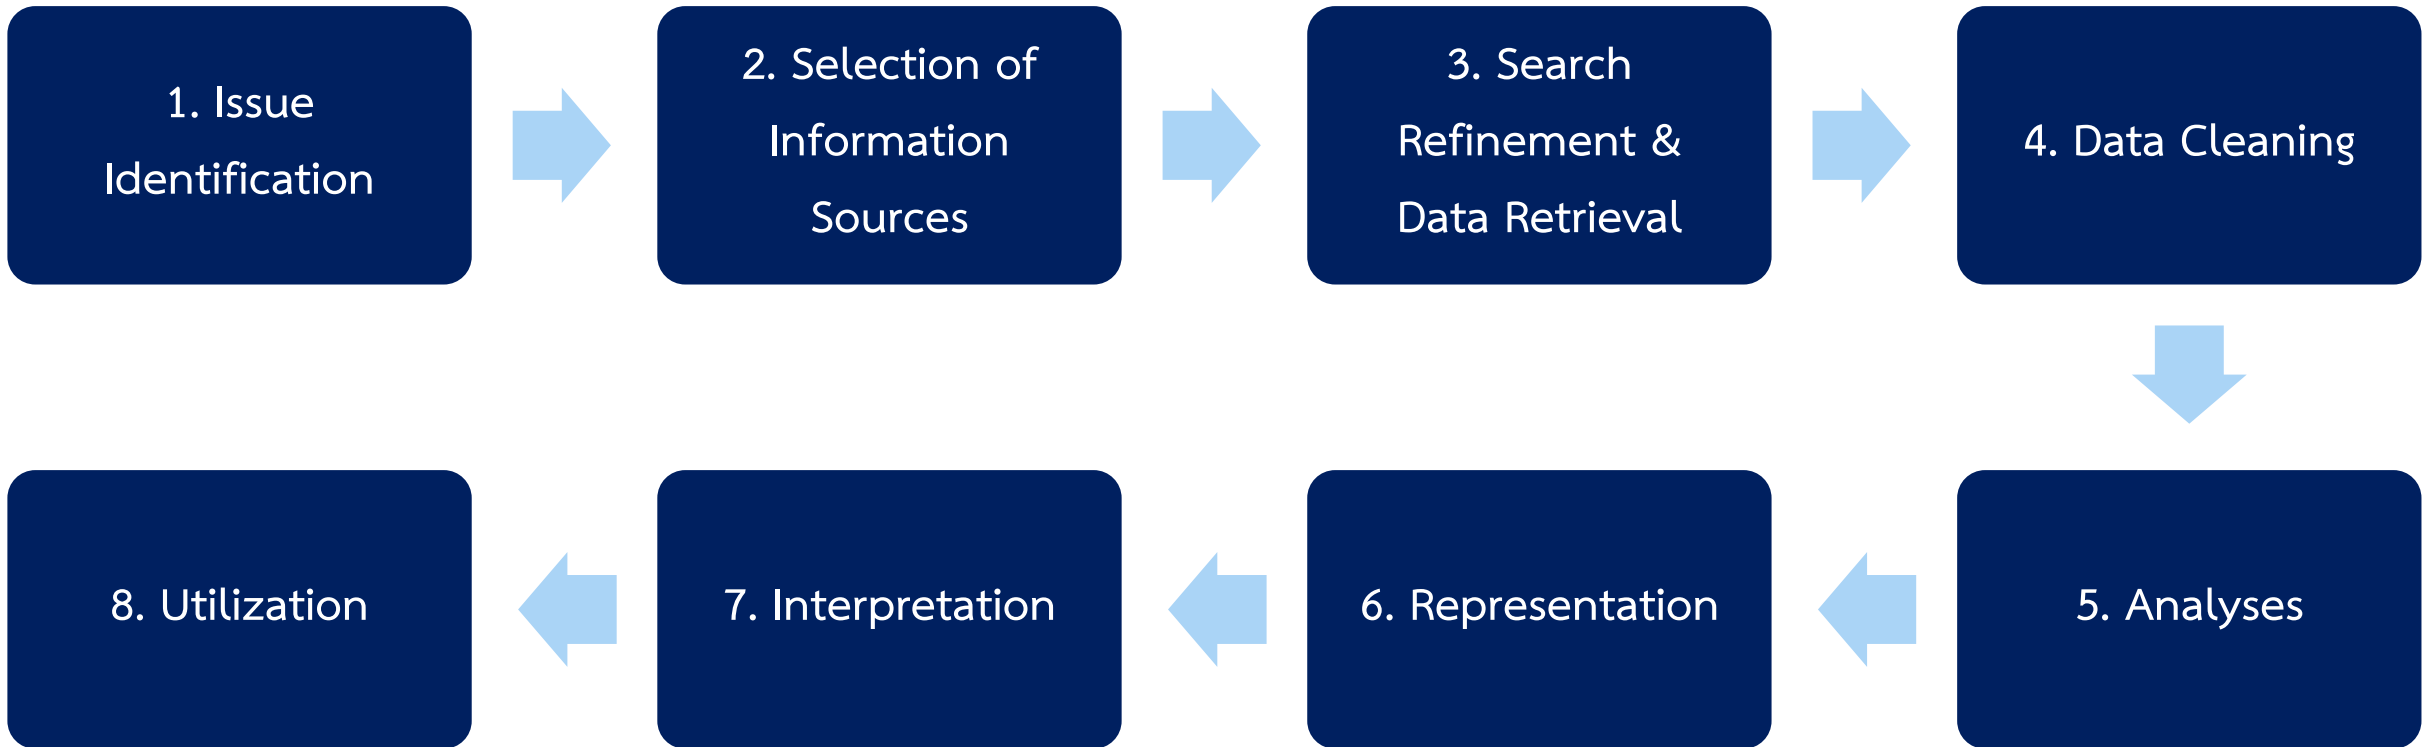 1. Issue
Identification
2. Selection of
Information
Sources
3. Search
Refinement &
Data Retrieval
4. Data Cleaning
5. Analyses
6. Representation
7. Interpretation
8. Utilization